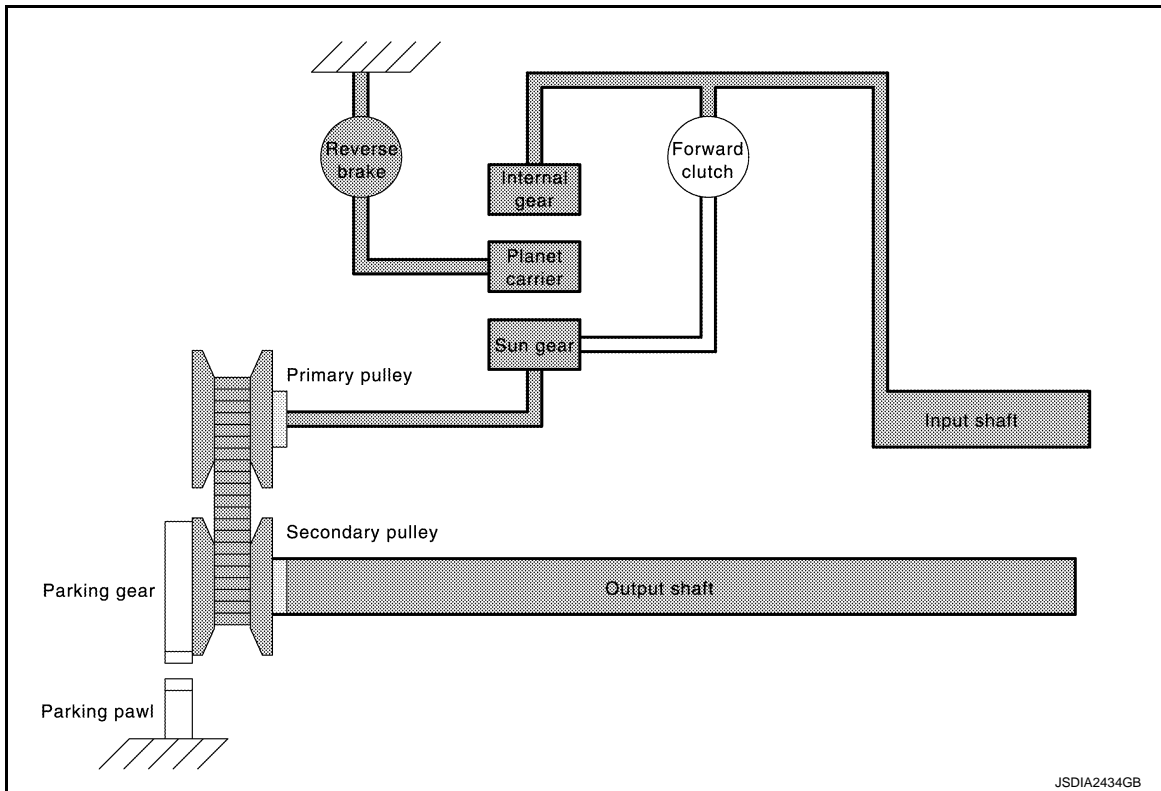 Reverse
brake
Internal
gear
Forward
clutch
Planet
carrier
Sun gear
Primary pulley
Input shaft
Secondary pulley
Parking gear
Output shaft
Parking pawl
JSDIA2434GB